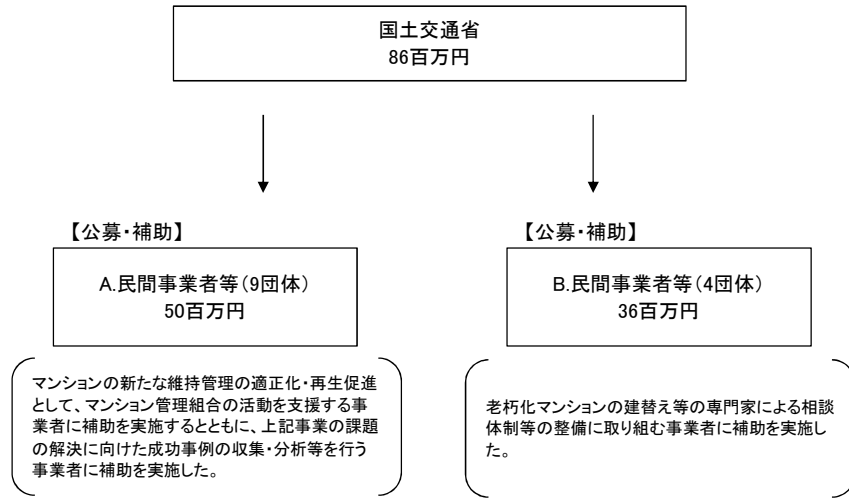 国土交通省
86百万円
【公募・補助】
A.民間事業者等(9団体)
50百万円
マンションの新たな維持管理の適正化・再生促進
として、マンション管理組合の活動を支援する事
業者に補助を実施するとともに、上記事業の課題
の解決に向けた成功事例の収集・分析等を行う
事業者に補助を実施した。
【公募・補助】
B.民間事業者等(4団体)
36百万円
老朽化マンションの建替え等の専門家による相談
体制等の整備に取り組む事業者に補助を実施し
た。